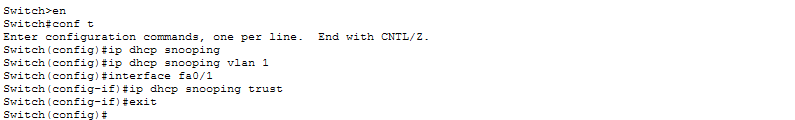 Switch>en
Switch#conf t
Enter configuration commands, one per line.  End with CNTL/Z.
Switch(config)#ip dhcp snooping
Switch(config)#ip dhcp snooping vlan 1
Switch(config)#interface fa0/1
Switch(config-if)#ip dhcp snooping trust
Switch(config-if)#exit
Switch(config)#